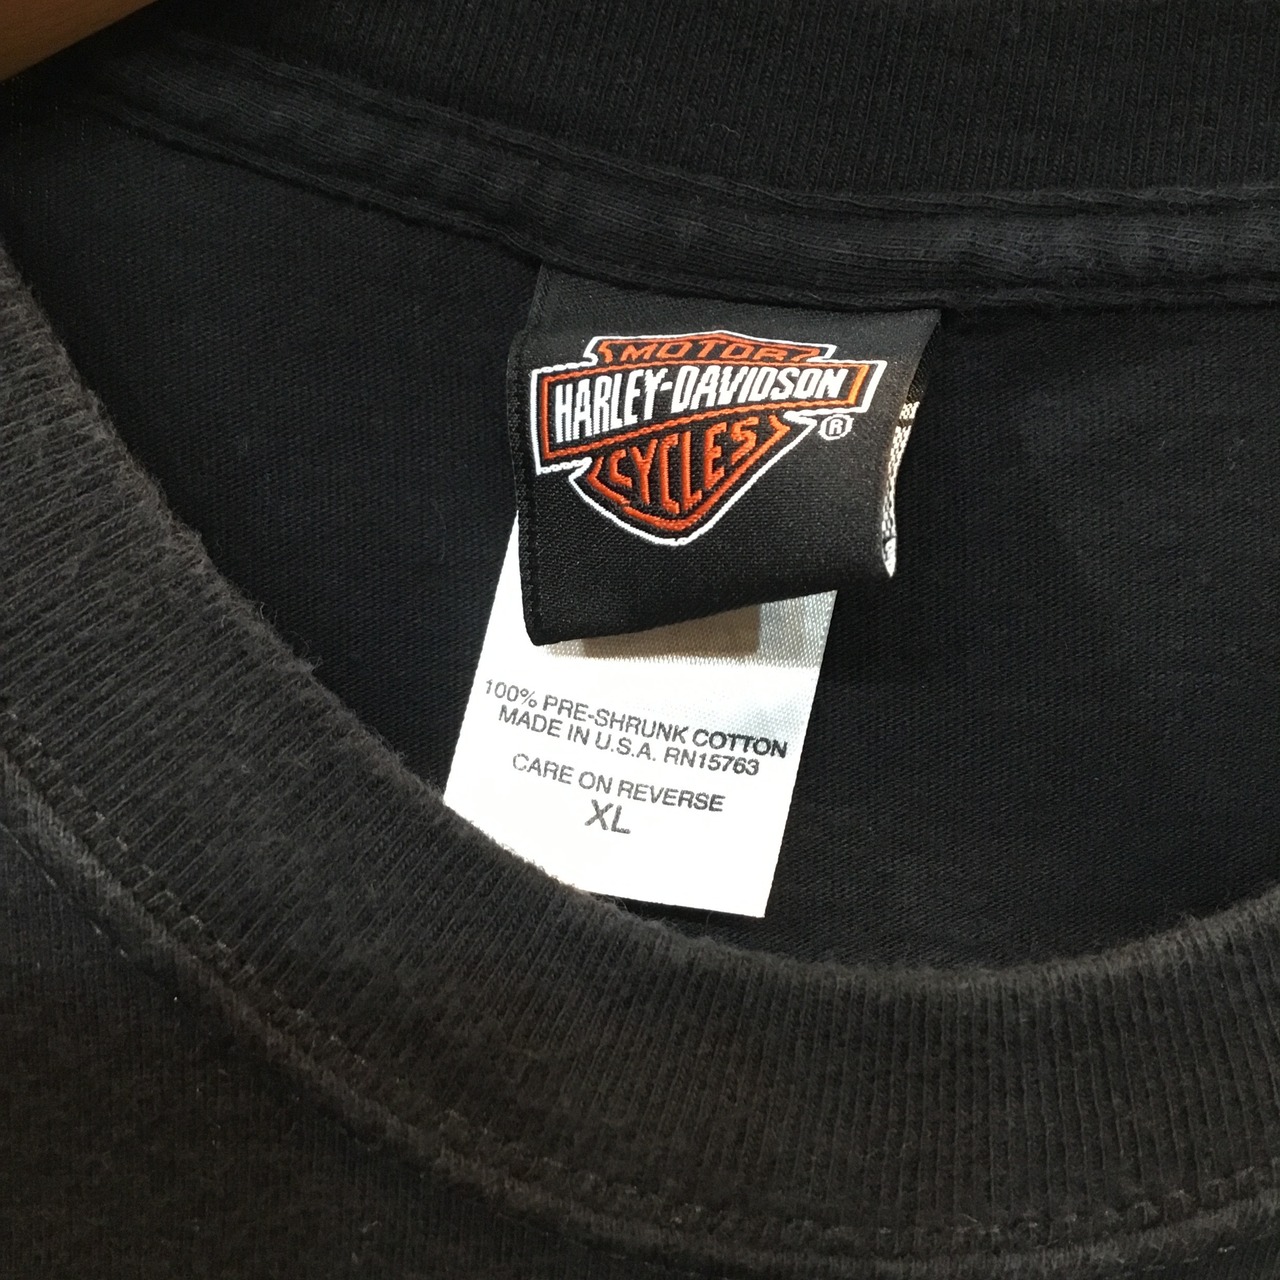 MOTOR
HARLEY-DAVIDSON
CYCLES
®
100% PRE-SHRUNK COTTON
MADE IN U.S.A. RN15763
CARE ON REVERSE
XL